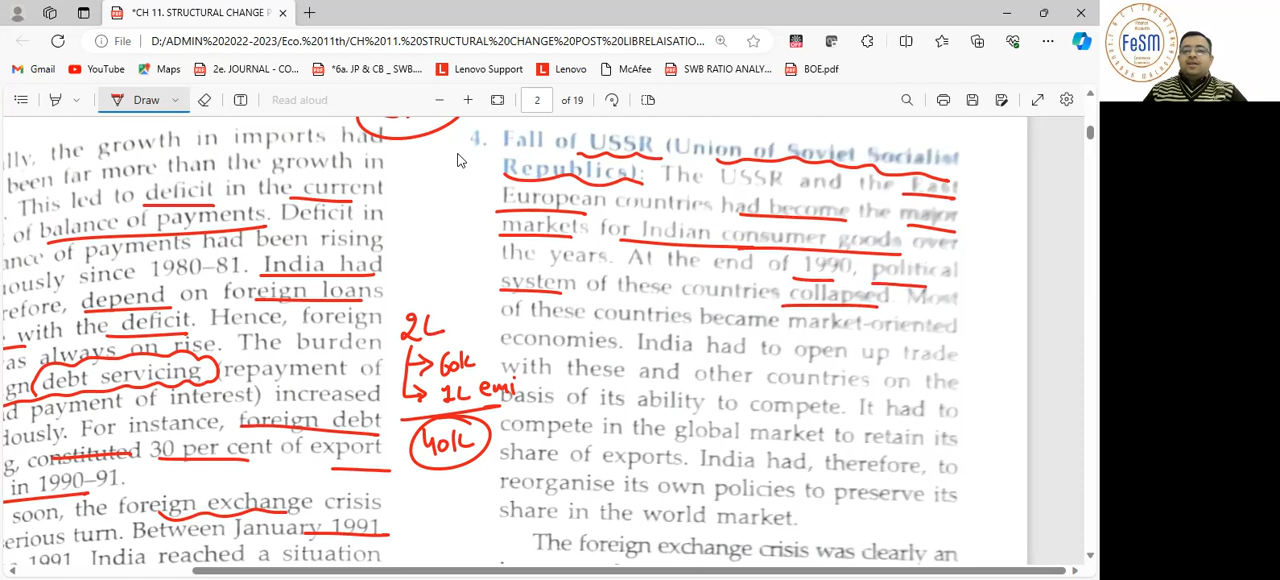 *CH 11. STRUCTURAL CHANGE P
File
D:/ADMIN%202022-2023/Eco.%2011th/CH%2011.%20STRUCTURAL%20CHANGE%20POST%20LIBRELAISATIO...
Gmail
YouTube
Maps
2e. JOURNAL - CO...
*6a. JP & CB _ SWB...
Lenovo Support
Lenovo
McAfee
SWB RATIO ANALY...
BOE.pdf
Draw
Read aloud
2
of 19
FeSM
lly, the growth in imports had
been far more than the growth in
. This led to deficit in the current
of balance of payments. Deficit in
ance of payments had been rising
uously since 1980–81. India had
refore, depend on foreign loans
with the deficit. Hence, foreign
as always on rise. The burden
gn debt servicing (repayment of
d payment of interest) increased
dously. For instance, foreign debt
g, constituted 30 per cent of export
in 1990–91.
soon, the foreign exchange crisis
erious turn. Between January 1991
1991, India reached a situation
2L
→ 60k
→ 1L emi
40k
4. Fall of USSR (Union of Soviet Socialist
Republics): The USSR and the East
European countries had become the major
markets for Indian consumer goods over
the years. At the end of 1990, political
system of these countries collapsed. Most
of these countries became market-oriented
economies. India had to open up trade
with these and other countries on the
basis of its ability to compete. It had to
compete in the global market to retain its
share of exports. India had, therefore, to
reorganise its own policies to preserve its
share in the world market.
The foreign exchange crisis was clearly an